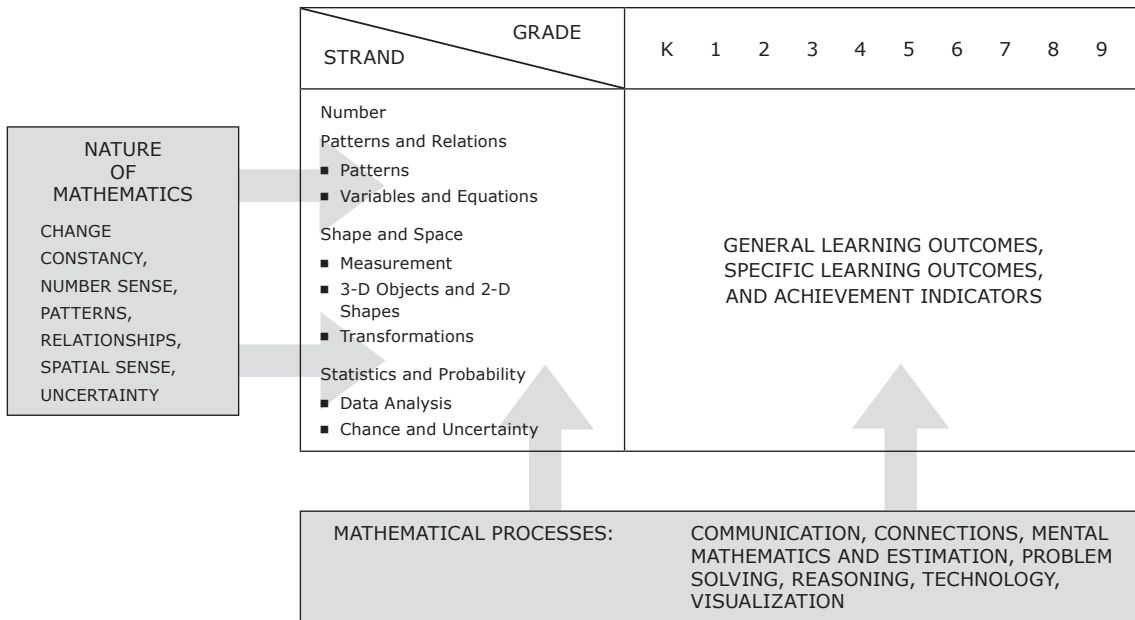 GRADE
STRAND
K 1 2 3 4 5 6 7 8 9
NATURE
OF
MATHEMATICS
CHANGE
CONSTANCY,
NUMBER SENSE,
PATTERNS,
RELATIONSHIPS,
SPATIAL SENSE,
UNCERTAINTY
Number
Patterns and Relations
■ Patterns
■ Variables and Equations
Shape and Space
■ Measurement
■ 3-D Objects and 2-D
Shapes
■ Transformations
Statistics and Probability
■ Data Analysis
■ Chance and Uncertainty
GENERAL LEARNING OUTCOMES,
SPECIFIC LEARNING OUTCOMES,
AND ACHIEVEMENT INDICATORS
MATHEMATICAL PROCESSES:
COMMUNICATION, CONNECTIONS, MENTAL
MATHEMATICS AND ESTIMATION, PROBLEM
SOLVING, REASONING, TECHNOLOGY,
VISUALIZATION